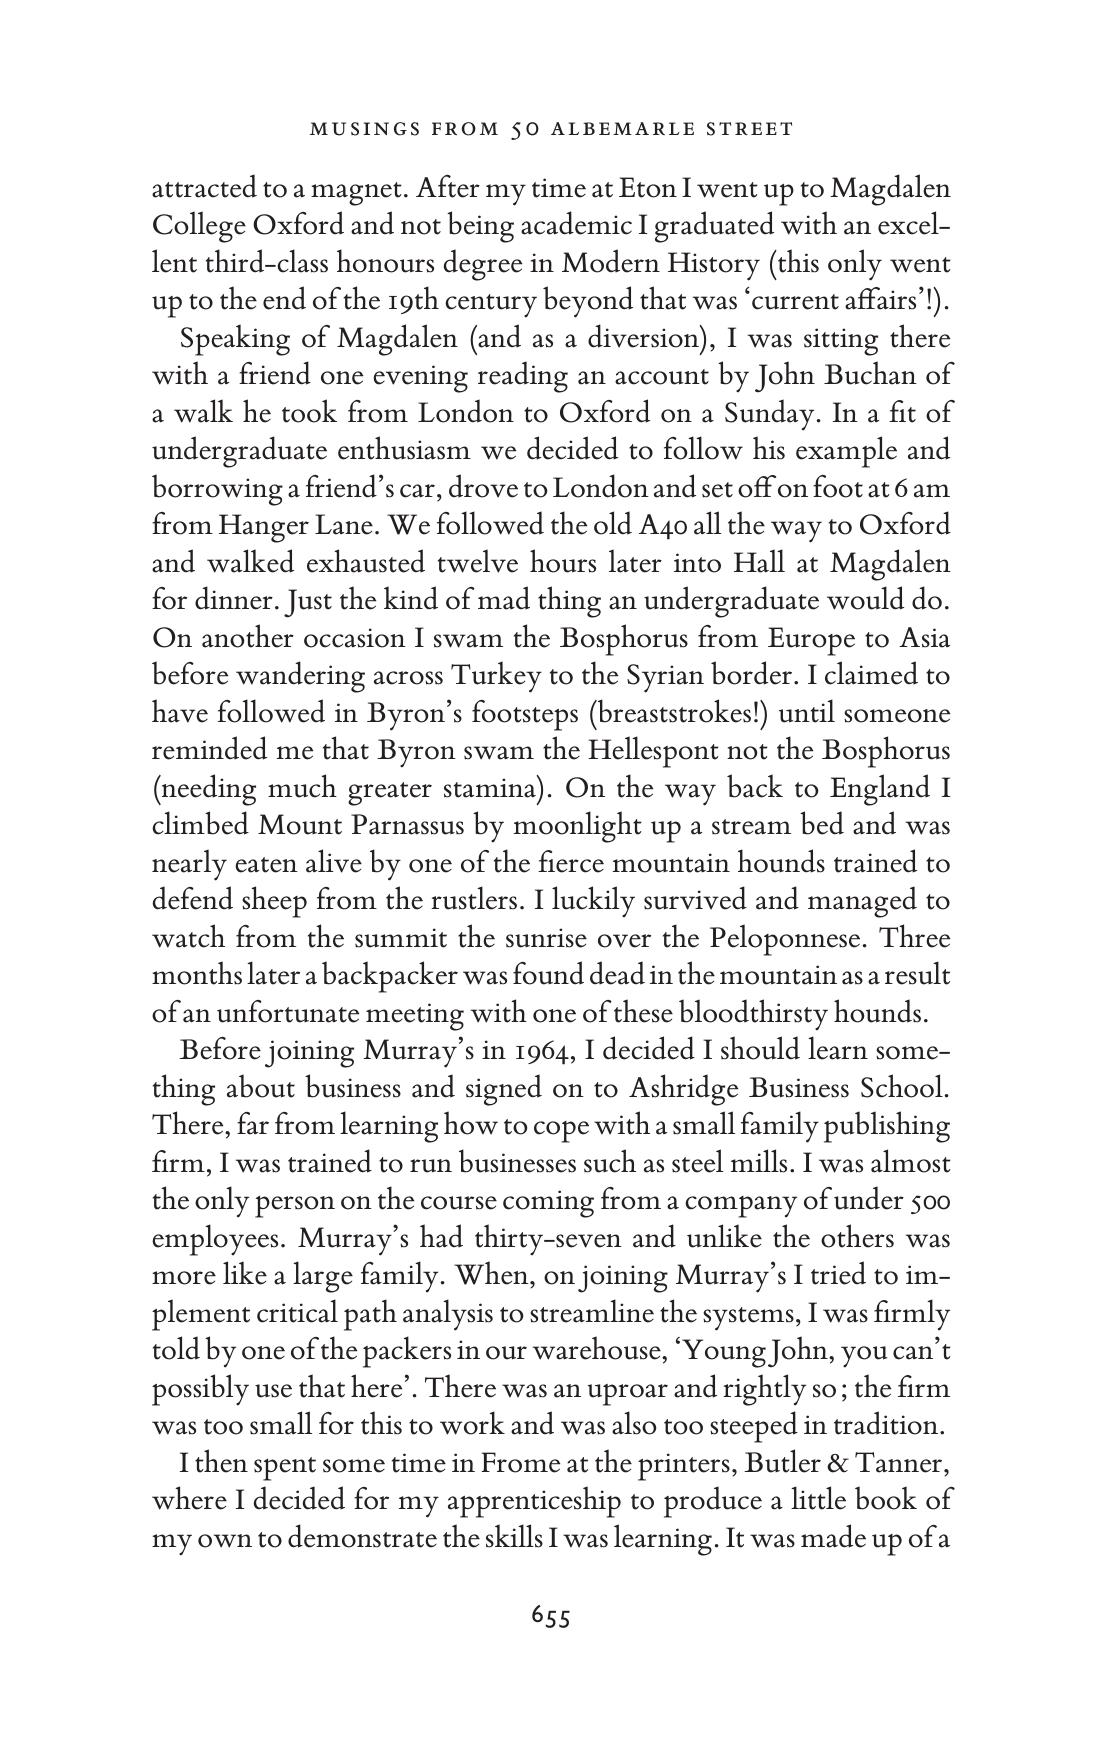 MUSINGS FROM 50 ALBEMARLE STREET
attracted to a magnet. After my time at Eton I went up to Magdalen
College Oxford and not being academic I graduated with an excel-
lent third-class honours degree in Modern History (this only went
up to the end of the 19th century beyond that was ‘current affairs’!).
Speaking of Magdalen (and as a diversion), I was sitting there
with a friend one evening reading an account by John Buchan of
a walk he took from London to Oxford on a Sunday. In a fit of
undergraduate enthusiasm we decided to follow his example and
borrowing a friend’s car, drove to London and set off on foot at 6 am
from Hanger Lane. We followed the old A40 all the way to Oxford
and walked exhausted twelve hours later into Hall at Magdalen
for dinner. Just the kind of mad thing an undergraduate would do.
On another occasion I swam the Bosphorus from Europe to Asia
before wandering across Turkey to the Syrian border. I claimed to
have followed in Byron’s footsteps (breaststrokes!) until someone
reminded me that Byron swam the Hellespont not the Bosphorus
(needing much greater stamina). On the way back to England I
climbed Mount Parnassus by moonlight up a stream bed and was
nearly eaten alive by one of the fierce mountain hounds trained to
defend sheep from the rustlers. I luckily survived and managed to
watch from the summit the sunrise over the Peloponnese. Three
months later a backpacker was found dead in the mountain as a result
of an unfortunate meeting with one of these bloodthirsty hounds.
Before joining Murray’s in 1964, I decided I should learn some-
thing about business and signed on to Ashridge Business School.
There, far from learning how to cope with a small family publishing
firm, I was trained to run businesses such as steel mills. I was almost
the only person on the course coming from a company of under 500
employees. Murray’s had thirty-seven and unlike the others was
more like a large family. When, on joining Murray’s I tried to im-
plement critical path analysis to streamline the systems, I was firmly
told by one of the packers in our warehouse, ‘Young John, you can’t
possibly use that here’. There was an uproar and rightly so ; the firm
was too small for this to work and was also too steeped in tradition.
I then spent some time in Frome at the printers, Butler & Tanner,
where I decided for my apprenticeship to produce a little book of
my own to demonstrate the skills I was learning. It was made up of a
655